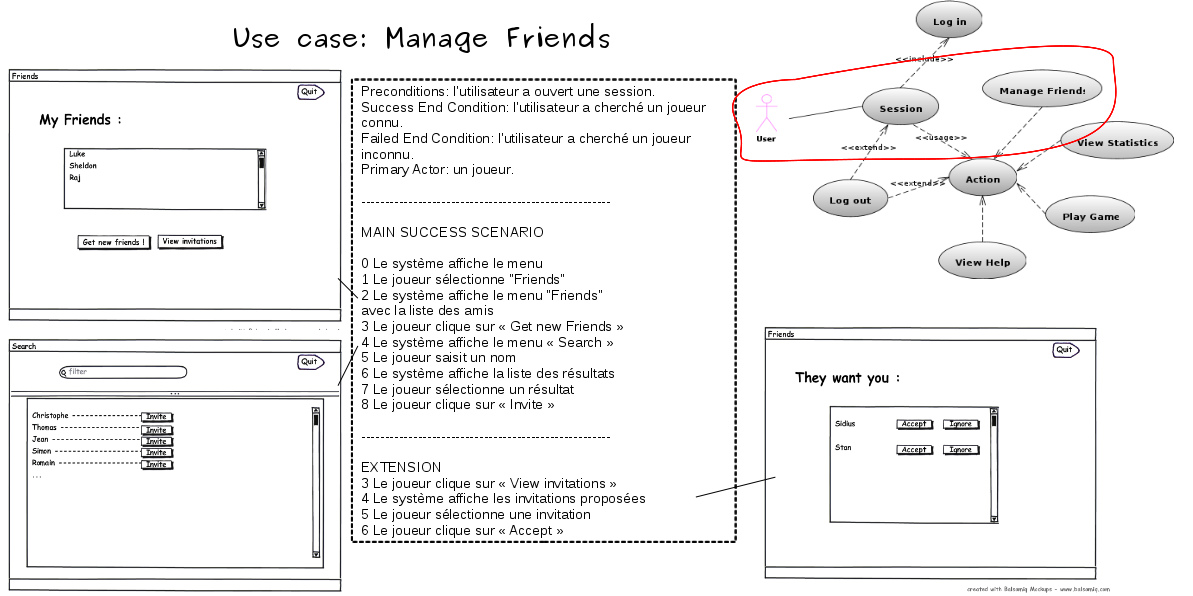 Use case: Manage Friends
Friends
Quit
My Friends :
Luke
Sheldon
Raj
Get new friends !
View invitations
Search
Quit
filter
...
Christophe
Invite
Thomas
Invite
Jean
Invite
Simon
Invite
Romain
Invite
...
Preconditions: l'utilisateur a ouvert une session.
Success End Condition: l'utilisateur a cherché un joueur
connu.
Failed End Condition: l'utilisateur a cherché un joueur
inconnu.
Primary Actor: un joueur.
MAIN SUCCESS SCENARIO
0 Le système affiche le menu
1 Le joueur sélectionne "Friends"
2 Le système affiche le menu "Friends"
avec la liste des amis
3 Le joueur clique sur « Get new Friends »
4 Le système affiche le menu « Search »
5 Le joueur saisit un nom
6 Le système affiche la liste des résultats
7 Le joueur sélectionne un résultat
8 Le joueur clique sur « Invite »
EXTENSION
3 Le joueur clique sur « View invitations »
4 Le système affiche les invitations proposées
5 Le joueur sélectionne une invitation
6 Le joueur clique sur « Accept »
Log in
<<include>>
Manage Friends
Session
User
<<usage>>
<<extend>>
View Statistics
Action
<<extend>>
Log out
Play Game
View Help
Friends
Quit
They want you :
Sidius
Accept
Ignore
Stan
Accept
Ignore
created with Balsamiq Mockups - www.balsamiq.com